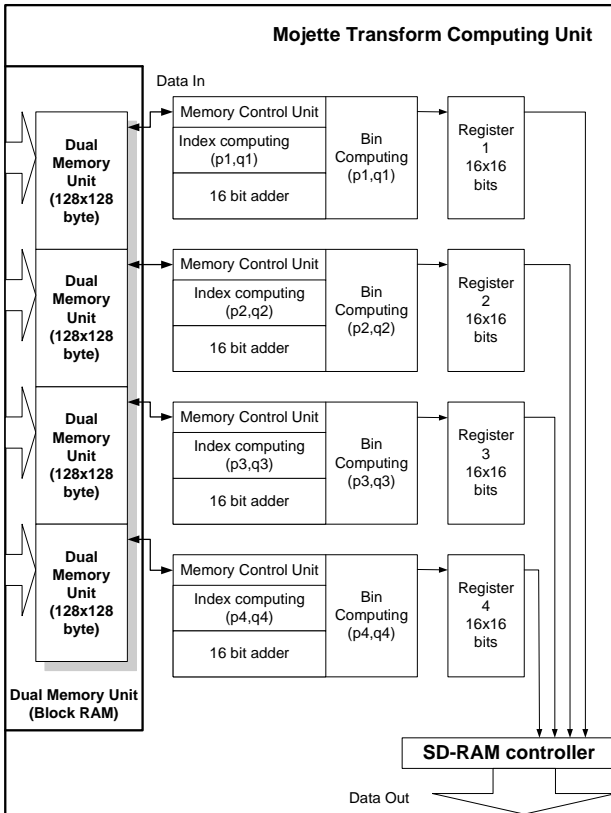 Mojette Transform Computing Unit
Data In
Dual
Memory
Unit
(128x128
byte)
Memory Control Unit
Index computing
(p1,q1)
16 bit adder
Bin
Computing
(p1,q1)
Register
1
16x16
bits
Dual
Memory
Unit
(128x128
byte)
Memory Control Unit
Index computing
(p2,q2)
16 bit adder
Bin
Computing
(p2,q2)
Register
2
16x16
bits
Dual
Memory
Unit
(128x128
byte)
Memory Control Unit
Index computing
(p3,q3)
16 bit adder
Bin
Computing
(p3,q3)
Register
3
16x16
bits
Dual
Memory
Unit
(128x128
byte)
Memory Control Unit
Index computing
(p4,q4)
16 bit adder
Bin
Computing
(p4,q4)
Register
4
16x16
bits
Dual Memory Unit
(Block RAM)
SD-RAM controller
Data Out